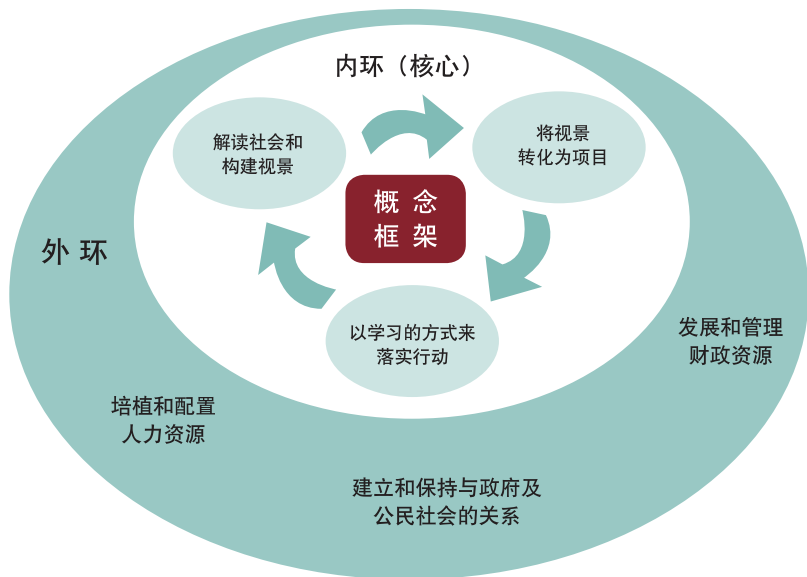 内环（核心）
解读社会和
构建视景
将视景
转化为项目
概念
框架
以学习的方式来
落实行动
外环
发展和管理
财政资源
培植和配置
人力资源
建立和保持与政府及
公民社会的关系